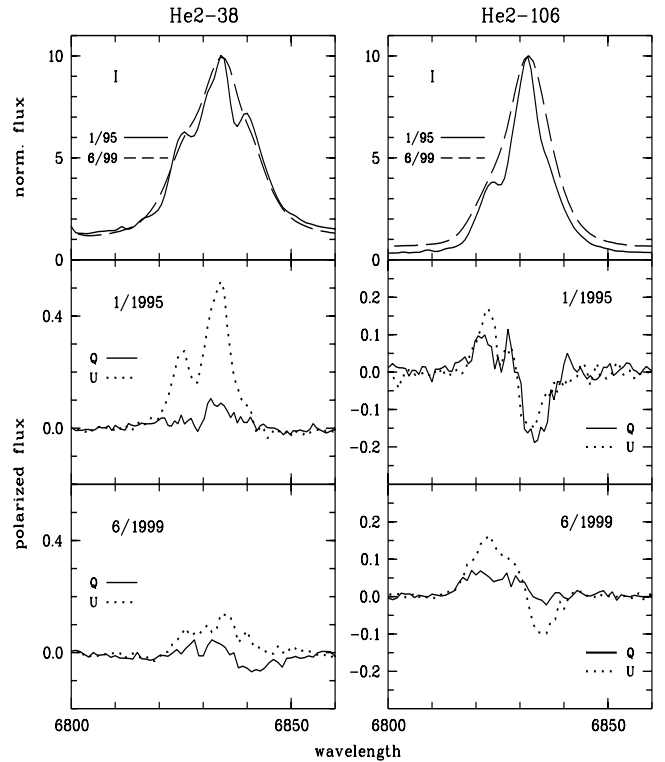 He2-38 He2-106
norm. flux
10
I
1/95
6/99
5
0
10
I
1/95
6/99
5
0
polarized flux
1/1995
0.4
Q
U
0.0
1/1995
0.2
0.1
0.0
-0.1
-0.2
Q
U
6/1999
0.4
Q
U
0.0
6/1999
0.2
0.1
0.0
-0.1
-0.2
Q
U
6800 6850 6800 6850
wavelength